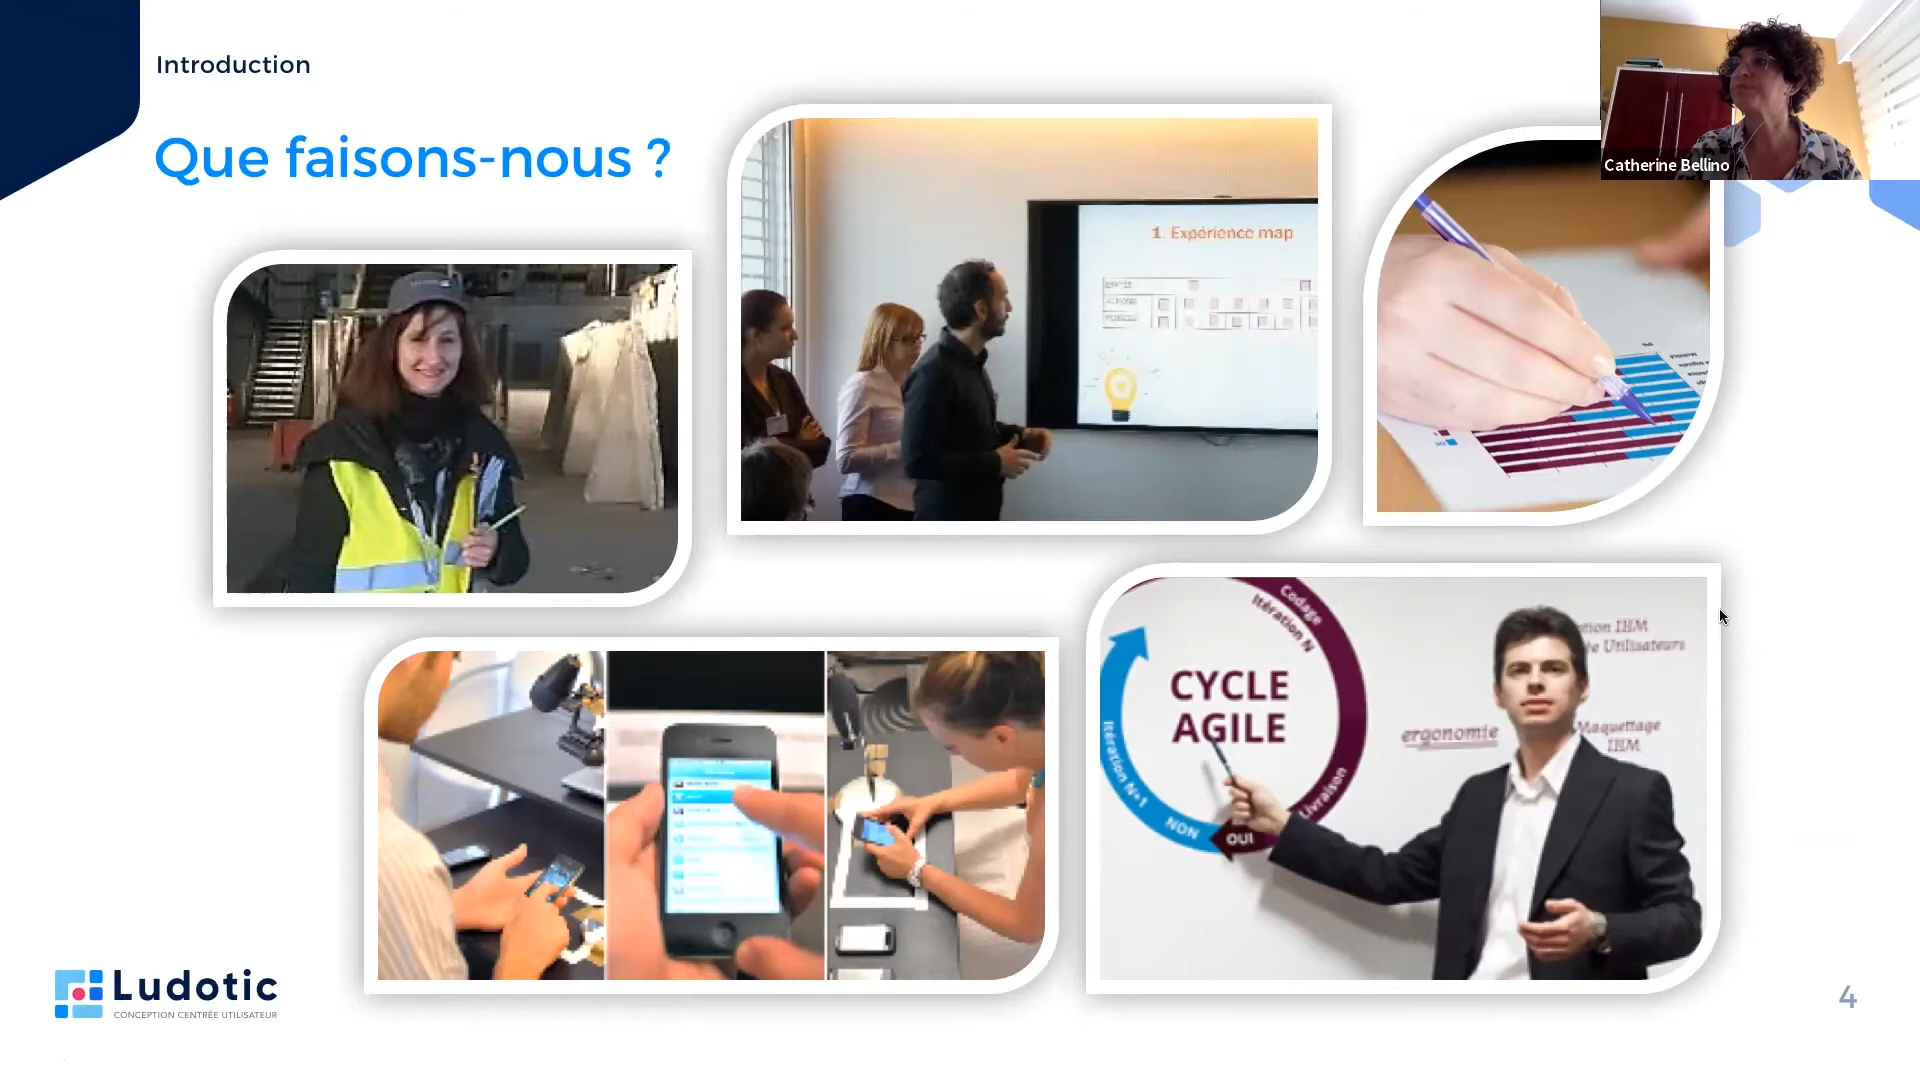 Introduction
Catherine Bellino
Que faisons-nous ?
1. Expérience map
Codage
Itération N
CYCLE
AGILE
Itération N+1
NON
OUI
Livraison
IHM
Utilisateurs
ergonomie
Maquettage
IHM
Ludotic
CONCEPTION CENTRÉE UTILISATEUR
4